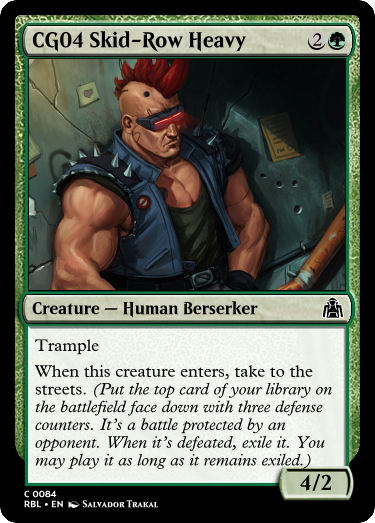 CG04 Skid-Row Heavy 2
Creature — Human Berserker
Trample
When this creature enters, take to the
streets. (Put the top card of your library on
the battlefield face down with three defense
counters. It's a battle protected by an
opponent. When it's defeated, exile it. You
may play it as long as it remains exiled.)
4/2
C 0084
RBL • EN Salvador Trakal